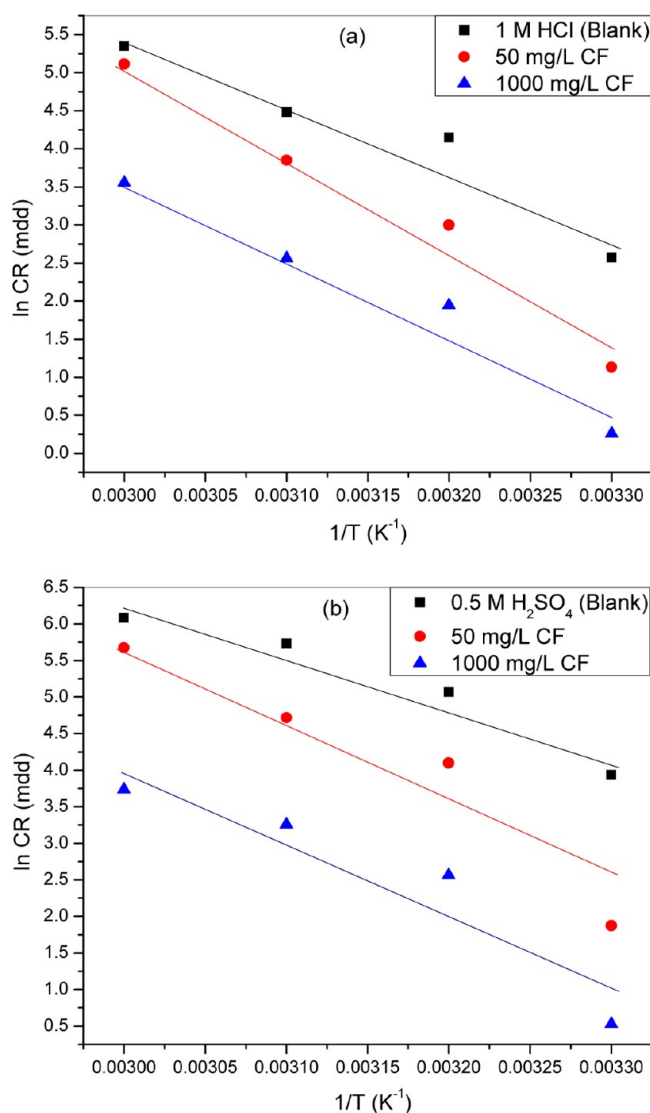 (a)
1 M HCl (Blank)
50 mg/L CF
1000 mg/L CF
ln CR (mdd)
5.5
5.0
4.5
4.0
3.5
3.0
2.5
2.0
1.5
1.0
0.5
0.0
0.00300 0.00305 0.00310 0.00315 0.00320 0.00325 0.00330
1/T (K⁻¹)
(b)
0.5 M H₂SO₄ (Blank)
50 mg/L CF
1000 mg/L CF
ln CR (mdd)
6.5
6.0
5.5
5.0
4.5
4.0
3.5
3.0
2.5
2.0
1.5
1.0
0.5
0.00300 0.00305 0.00310 0.00315 0.00320 0.00325 0.00330
1/T (K⁻¹)